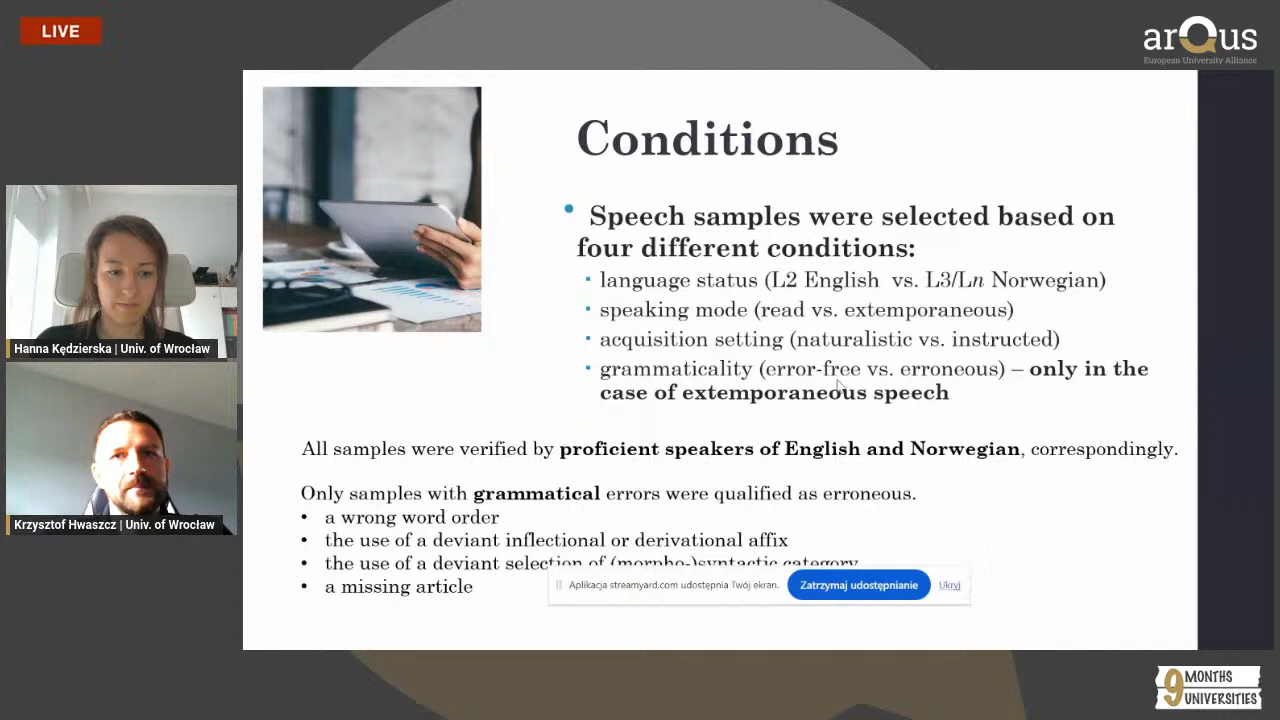 LIVE
arQus
European University Alliance
Conditions
• Speech samples were selected based on
four different conditions:
• language status (L2 English vs. L3/Ln Norwegian)
• speaking mode (read vs. extemporaneous)
• acquisition setting (naturalistic vs. instructed)
• grammaticality (error-free vs. erroneous) – only in the
case of extemporaneous speech
Hanna Kędzierska | Univ. of Wrocław
All samples were verified by proficient speakers of English and Norwegian, correspondingly.
Only samples with grammatical errors were qualified as erroneous.
• a wrong word order
• the use of a deviant inflectional or derivational affix
• the use of a deviant selection of (morpho-)syntactic category
• a missing article
Krzysztof Hwaszcz | Univ. of Wrocław
Aplikacja streamyard.com udostępnia Twój ekran.
Zatrzymaj udostępnianie
Ukryj
9 MONTHS
UNIVERSITIES